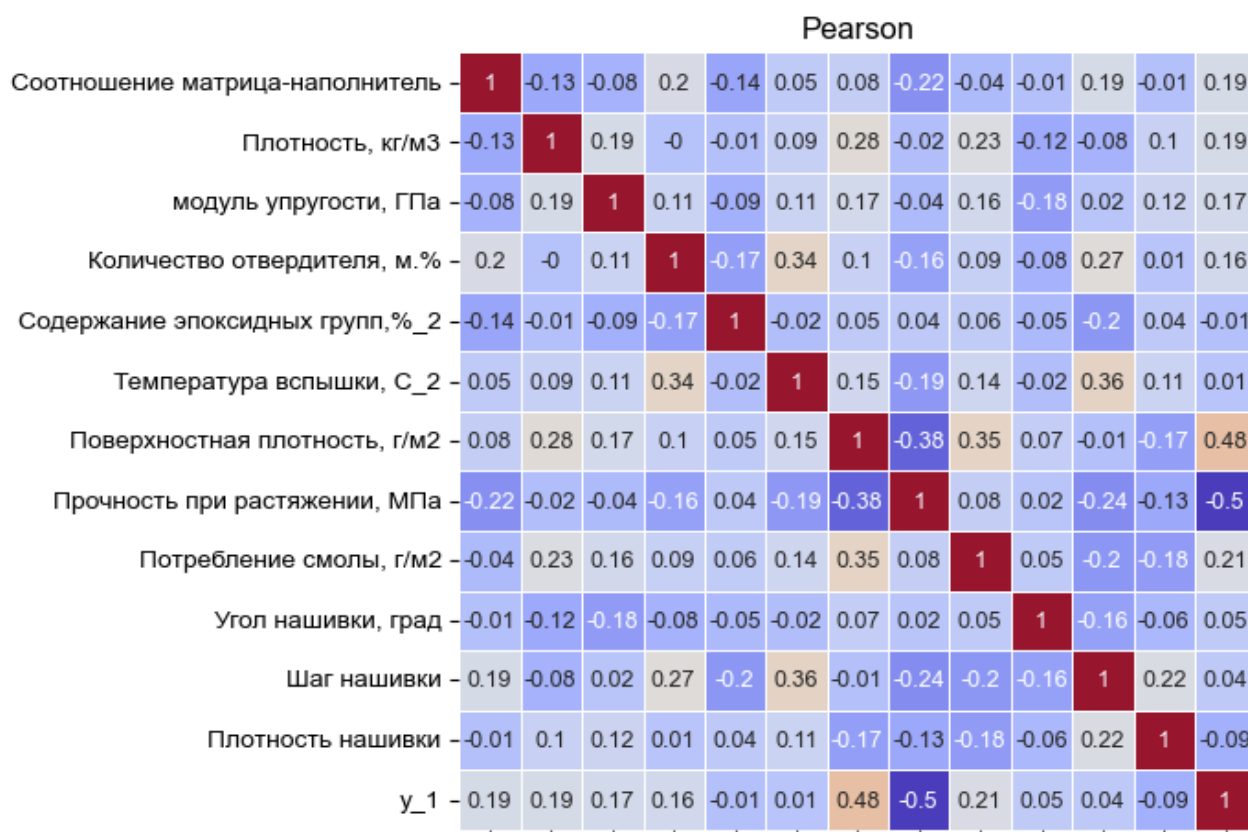 Pearson
Соотношение матрица-наполнитель 1 -0.13 -0.08 0.2 -0.14 0.05 0.08 -0.22 -0.04 -0.01 0.19 -0.01 0.19
Плотность, кг/м3 -0.13 1 0.19 -0 -0.01 0.09 0.28 -0.02 0.23 -0.12 -0.08 0.1 0.19
модуль упругости, ГПа -0.08 0.19 1 0.11 -0.09 0.11 0.17 -0.04 0.16 -0.18 0.02 0.12 0.17
Количество отвердителя, м.% 0.2 -0 0.11 1 -0.17 0.34 0.1 -0.16 0.09 -0.08 0.27 0.01 0.16
Содержание эпоксидных групп,%_2 -0.14 -0.01 -0.09 -0.17 1 -0.02 0.05 0.04 0.06 -0.05 -0.2 0.04 -0.01
Температура вспышки, С_2 0.05 0.09 0.11 0.34 -0.02 1 0.15 -0.19 0.14 -0.02 0.36 0.11 0.01
Поверхностная плотность, г/м2 0.08 0.28 0.17 0.1 0.05 0.15 1 -0.38 0.35 0.07 -0.01 -0.17 0.48
Прочность при растяжении, МПа -0.22 -0.02 -0.04 -0.16 0.04 -0.19 -0.38 1 0.08 0.02 -0.24 -0.13 -0.5
Потребление смолы, г/м2 -0.04 0.23 0.16 0.09 0.06 0.14 0.35 0.08 1 0.05 -0.2 -0.18 0.21
Угол нашивки, град -0.01 -0.12 -0.18 -0.08 -0.05 -0.02 0.07 0.02 0.05 1 -0.16 -0.06 0.05
Шаг нашивки 0.19 -0.08 0.02 0.27 -0.2 0.36 -0.01 -0.24 -0.2 -0.16 1 0.22 0.04
Плотность нашивки -0.01 0.1 0.12 0.01 0.04 0.11 -0.17 -0.13 -0.18 -0.06 0.22 1 -0.09
y_1 0.19 0.19 0.17 0.16 -0.01 0.01 0.48 -0.5 0.21 0.05 0.04 -0.09 1